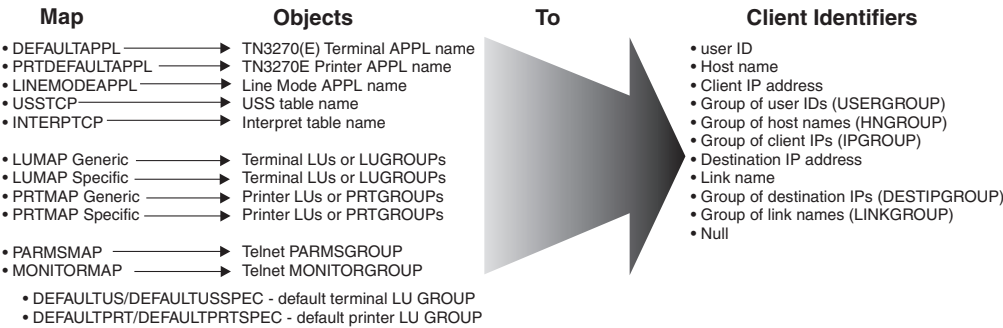 Map Objects To Client Identifiers
• DEFAULTAPPL TN3270(E) Terminal APPL name
• PRTDEFAULTAPPL TN3270E Printer APPL name
• LINEMODEAPPL Line Mode APPL name
• USSTCP USS table name
• INTERPTCP Interpret table name
• LUMAP Generic Terminal LUs or LUGROUPs
• LUMAP Specific Terminal LUs or LUGROUPs
• PRTMAP Generic Printer LUs or PRTGROUPs
• PRTMAP Specific Printer LUs or PRTGROUPs
• PARMSMAP Telnet PARMSGROUP
• MONITORMAP Telnet MONITORGROUP
• DEFAULTUS/DEFAULTUSSPEC - default terminal LU GROUP
• DEFAULTPRT/DEFAULTPRTSPEC - default printer LU GROUP
• user ID
• Host name
• Client IP address
• Group of user IDs (USERGROUP)
• Group of host names (HNGROUP)
• Group of client IPs (IPGROUP)
• Destination IP address
• Link name
• Group of destination IPs (DESTIPGROUP)
• Group of link names (LINKGROUP)
• Null